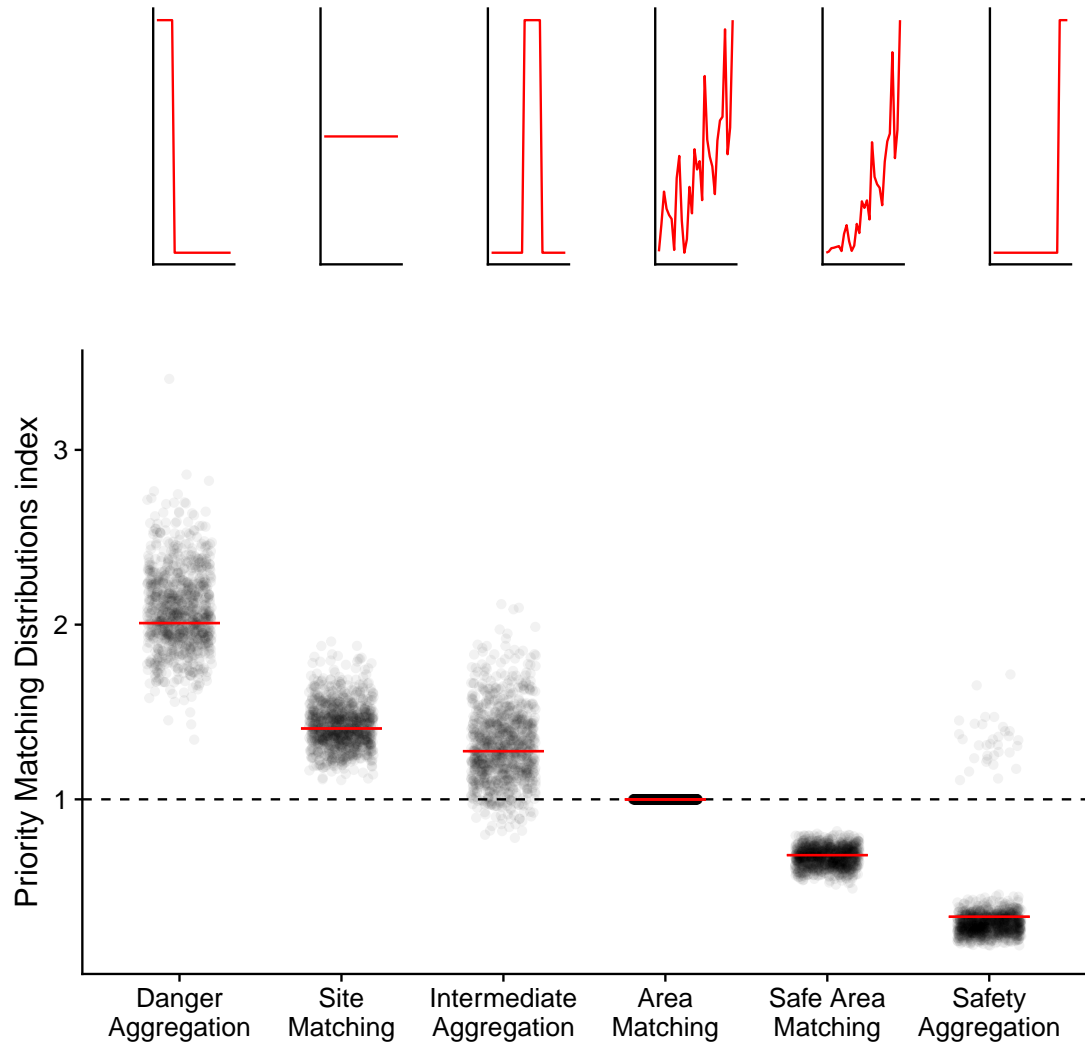 Priority Matching Distributions index
3
2
1
Danger
Aggregation
Site
Matching
Intermediate
Aggregation
Area
Matching
Safe Area
Matching
Safety
Aggregation